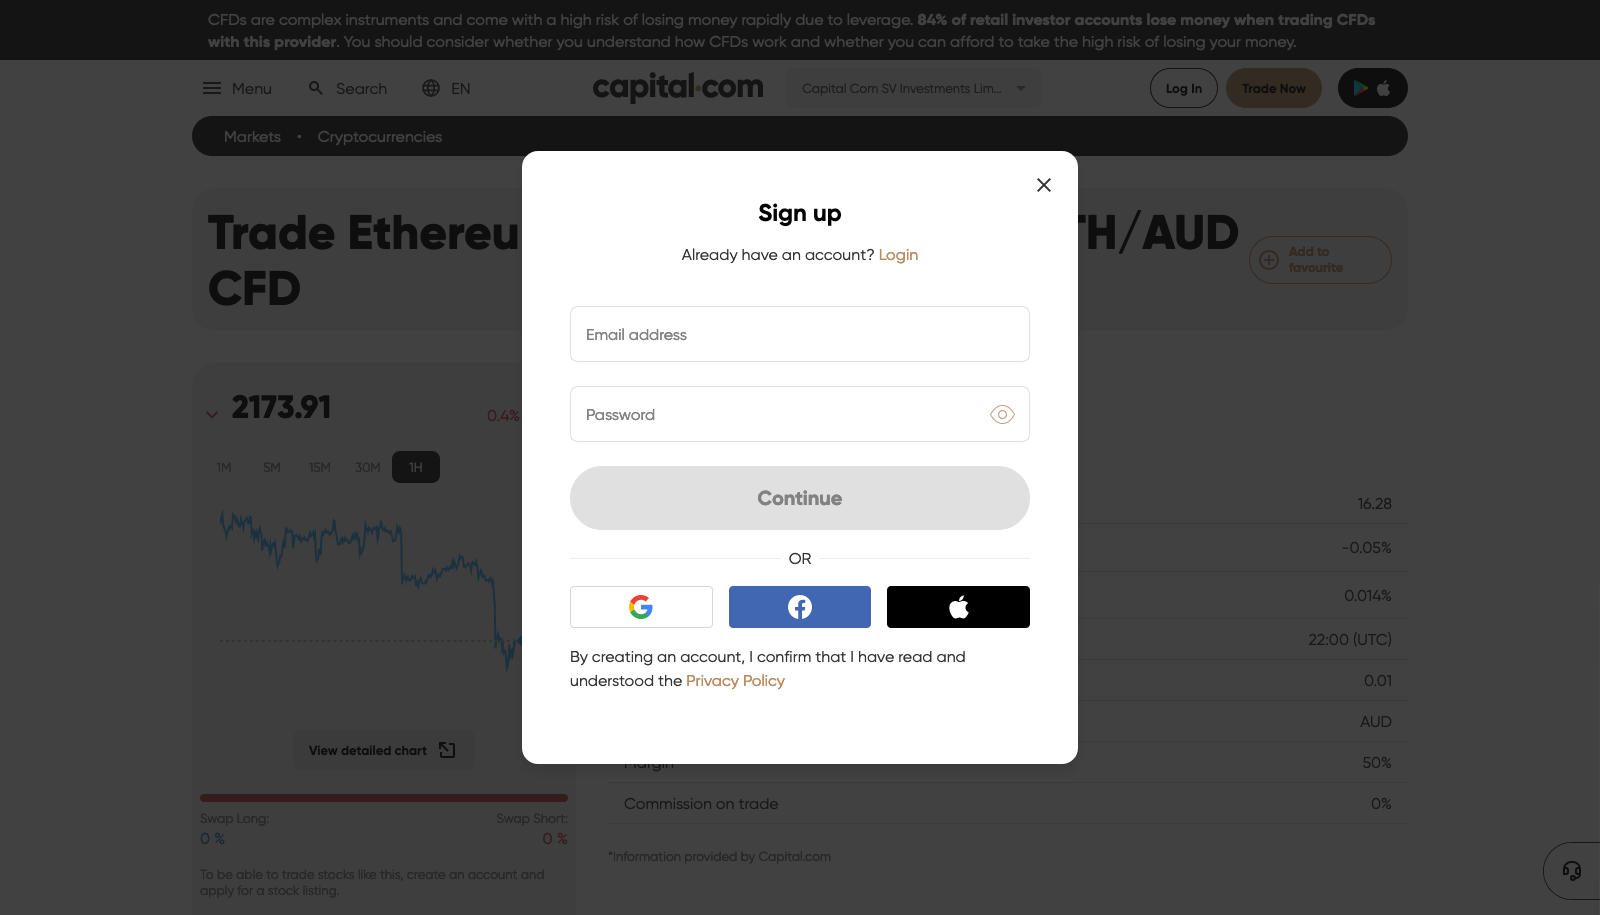 CFDs are complex instruments and come with a high risk of losing money rapidly due to leverage. 84% of retail investor accounts lose money when trading CFDs
with this provider. You should consider whether you understand how CFDs work and whether you can afford to take the high risk of losing your money.
Menu Search EN capital.com Capital Com SV Investments Lim... Log In Trade Now
Markets • Cryptocurrencies
Sign up
Already have an account? Login
Email address
Password
Continue
OR
By creating an account, I confirm that I have read and
understood the Privacy Policy
Trade Ethereu TH/AUD
CFD
Add to
favourite
2173.91 0.4%
1M 5M 15M 30M 1H
View detailed chart
Swap Long: Swap Short:
0 % 0 %
To be able to trade stocks like this, create an account and
apply for a stock listing.
16.28
-0.05%
0.014%
22:00 (UTC)
0.01
AUD
Margin 50%
Commission on trade 0%
*Information provided by Capital.com